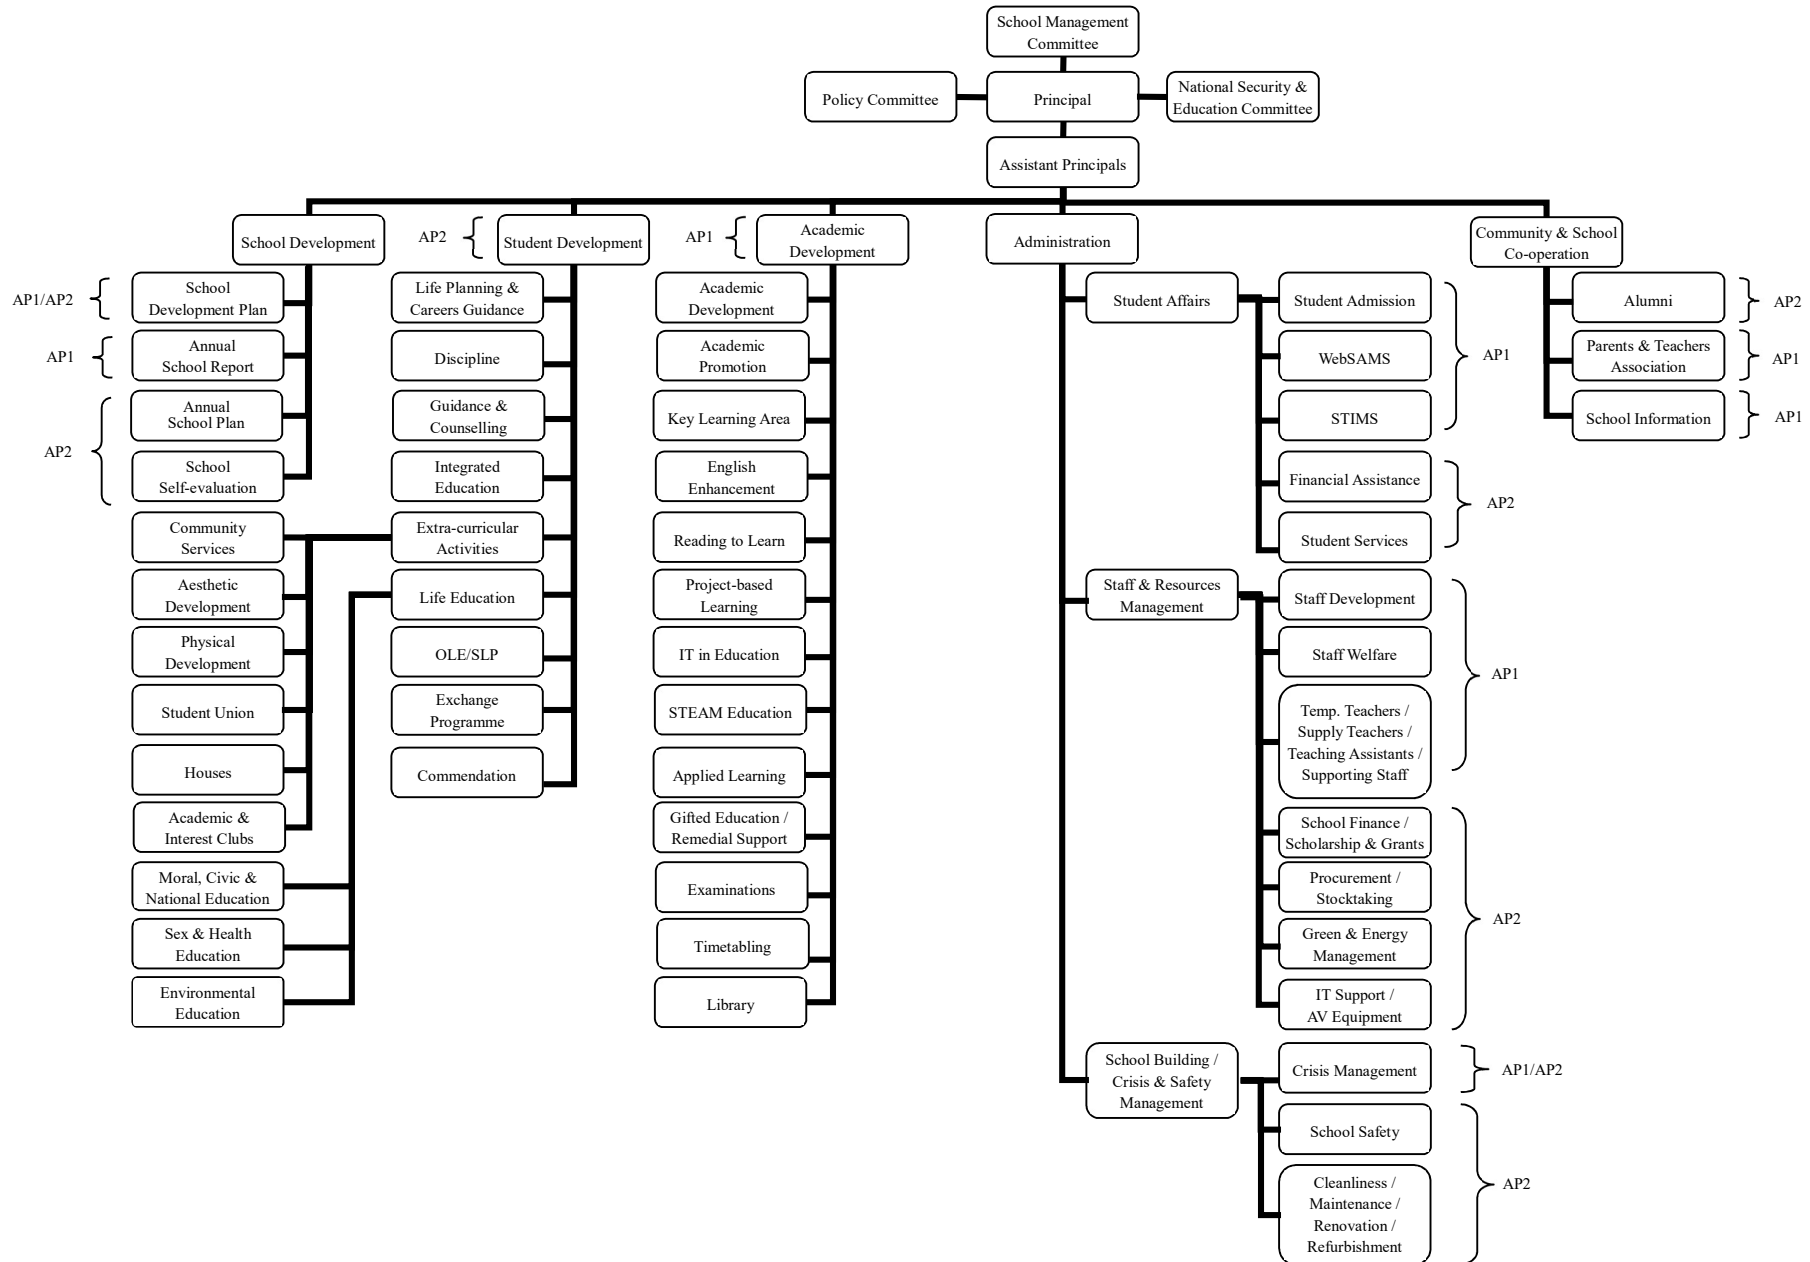 School Management
Committee
Policy Committee
Principal
National Security &
Education Committee
Assistant Principals
School Development
AP2
Student Development
AP1
Academic
Development
Administration
Community & School
Co-operation
AP1/AP2
School
Development Plan
AP1
Annual
School Report
Annual
School Plan
AP2
School
Self-evaluation
Community
Services
Aesthetic
Development
Physical
Development
Student Union
Houses
Academic &
Interest Clubs
Moral, Civic &
National Education
Sex & Health
Education
Environmental
Education
Life Planning &
Careers Guidance
Discipline
Guidance &
Counselling
Integrated
Education
Extra-curricular
Activities
Life Education
OLE/SLP
Exchange
Programme
Commendation
Academic
Development
Academic
Promotion
Key Learning Area
English
Enhancement
Reading to Learn
Project-based
Learning
IT in Education
STEAM Education
Applied Learning
Gifted Education /
Remedial Support
Examinations
Timetabling
Library
Student Affairs
Student Admission
WebSAMS
AP1
STIMS
Financial Assistance
AP2
Student Services
Staff & Resources
Management
Staff Development
Staff Welfare
AP1
Temp. Teachers /
Supply Teachers /
Teaching Assistants /
Supporting Staff
School Finance /
Scholarship & Grants
Procurement /
Stocktaking
AP2
Green & Energy
Management
IT Support /
AV Equipment
School Building /
Crisis & Safety
Management
Crisis Management
AP1/AP2
School Safety
AP2
Cleanliness /
Maintenance /
Renovation /
Refurbishment
Alumni
AP2
Parents & Teachers
Association
AP1
School Information
AP1